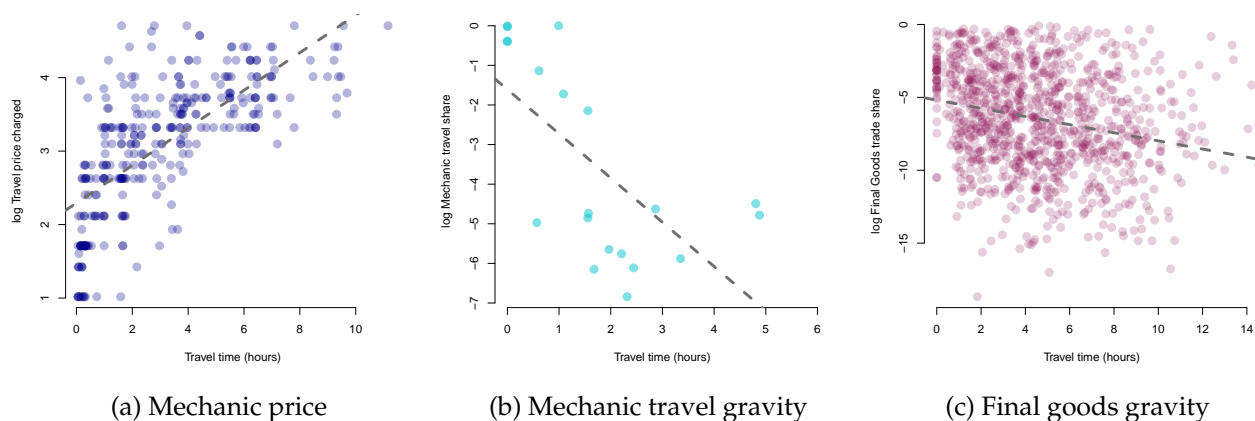 log Travel price charged
4
3
2
1
0 2 4 6 8 10
Travel time (hours)
(a) Mechanic price
log Mechanic travel share
0
−1
−2
−3
−4
−5
−6
−7
0 1 2 3 4 5 6
Travel time (hours)
(b) Mechanic travel gravity
log Final Goods trade share
0
−5
−10
−15
0 2 4 6 8 10 12 14
Travel time (hours)
(c) Final goods gravity